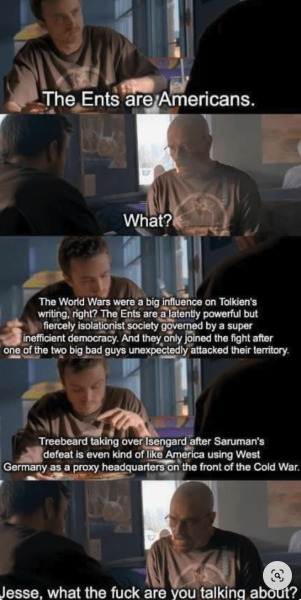 The Ents are Americans.
What?
The World Wars were a big influence on Tolkien's
writing, right? The Ents are a latently powerful but
fiercely isolationist society governed by a super
inefficient democracy. And they only joined the fight after
one of the two big bad guys unexpectedly attacked their territory.
Treebeard taking over Isengard after Saruman's
defeat is even kind of like America using West
Germany as a proxy headquarters on the front of the Cold War.
Jesse, what the fuck are you talking about?